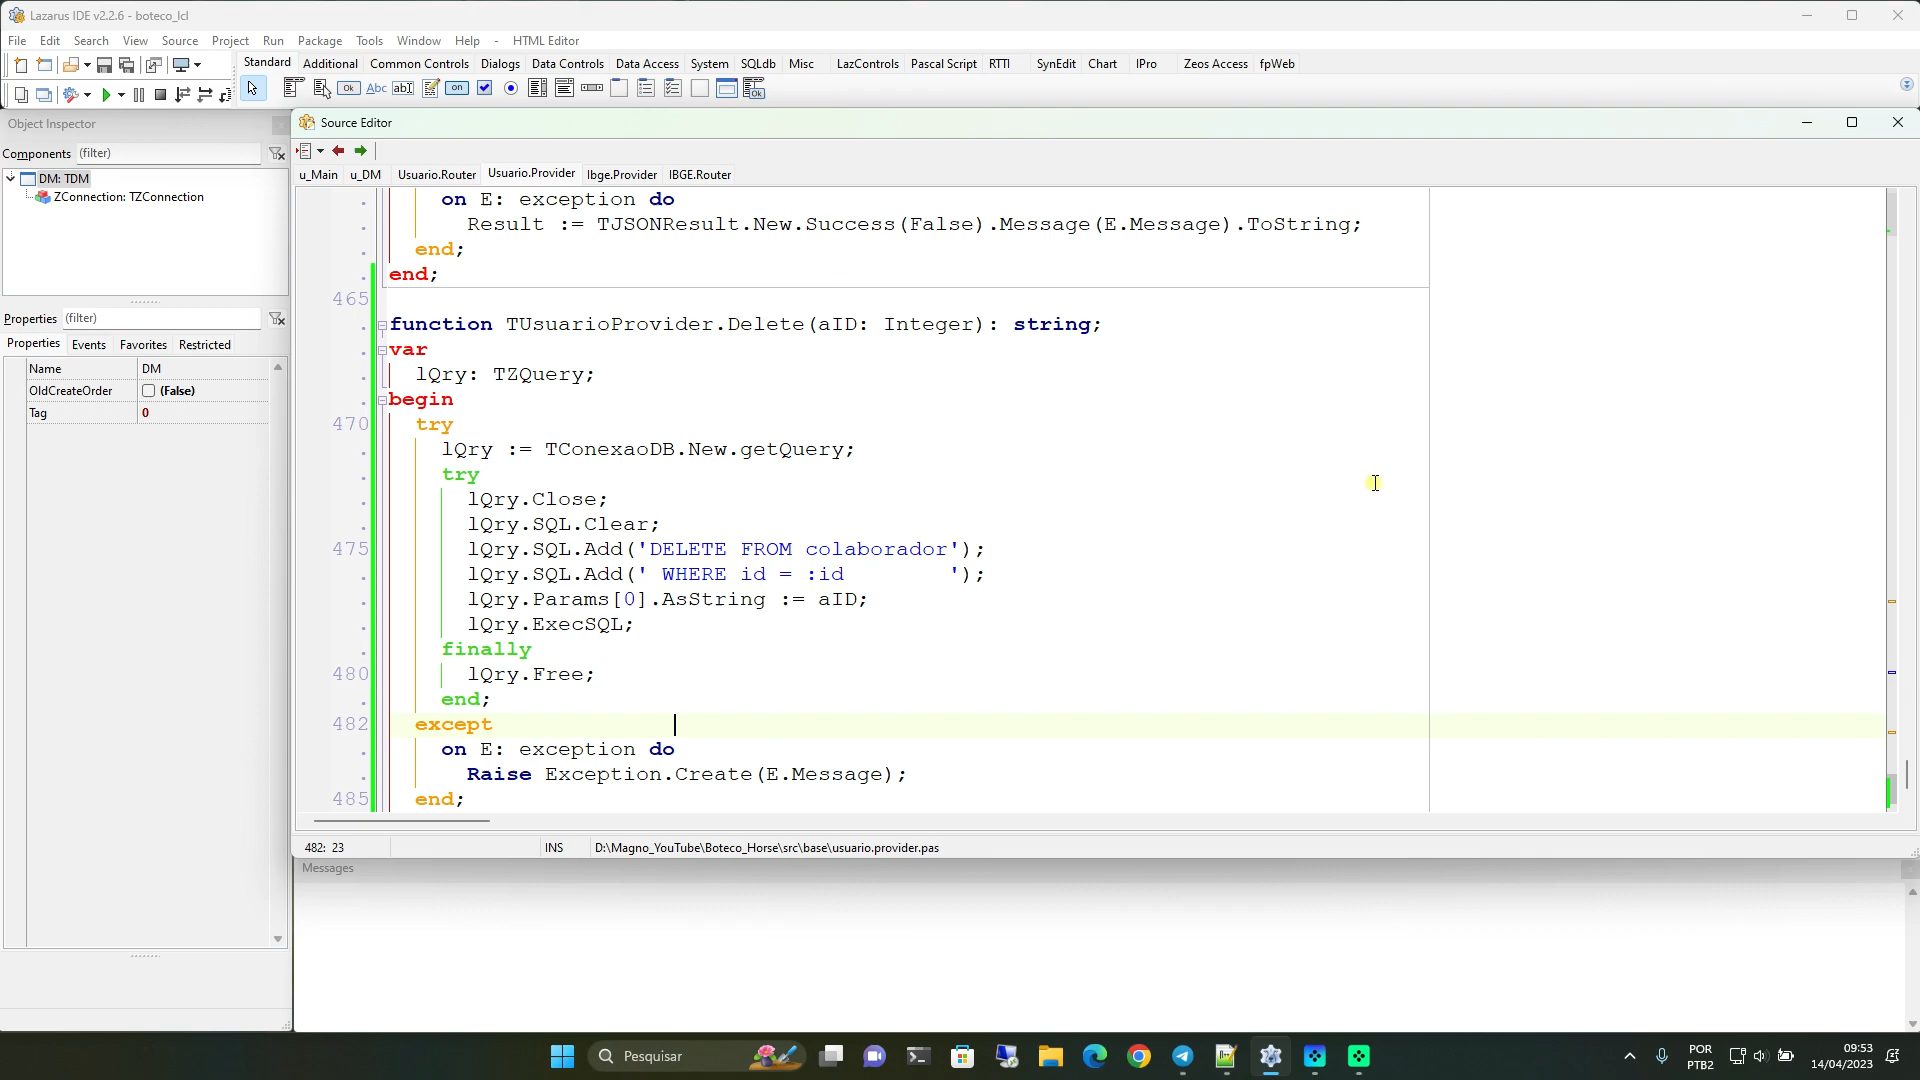 Lazarus IDE v2.2.6 - boteco_lcl
File Edit Search View Source Project Run Package Tools Window Help - HTML Editor
Standard Additional Common Controls Dialogs Data Controls Data Access System SQLdb Misc LazControls Pascal Script RTTI SynEdit Chart IPro Zeos Access fpWeb
Ok Abc abI on Ok
Object Inspector
Components (filter)
DM: TDM
ZConnection: TZConnection
Properties (filter)
Properties Events Favorites Restricted
Name DM
OldCreateOrder (False)
Tag 0
Source Editor
u_Main u_DM Usuario.Router Usuario.Provider Ibge.Provider IBGE.Router
on E: exception do
Result := TJSONResult.New.Success(False).Message(E.Message).ToString;
end;
end;
465
function TUsuarioProvider.Delete(aID: Integer): string;
var
lQry: TZQuery;
begin
470 try
lQry := TConexaoDB.New.getQuery;
try
lQry.Close;
lQry.SQL.Clear;
475 lQry.SQL.Add('DELETE FROM colaborador');
lQry.SQL.Add(' WHERE id = :id        ');
lQry.Params[0].AsString := aID;
lQry.ExecSQL;
finally
480 lQry.Free;
end;
482 except
on E: exception do
Raise Exception.Create(E.Message);
485 end;
482: 23 INS D:\Magno_YouTube\Boteco_Horse\src\base\usuario.provider.pas
Messages
Pesquisar
POR
PTB2
09:53
14/04/2023